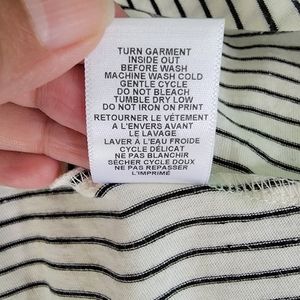 TURN GARMENT
INSIDE OUT
BEFORE WASH
MACHINE WASH COLD
GENTLE CYCLE
DO NOT BLEACH
TUMBLE DRY LOW
DO NOT IRON ON PRINT
RETOURNER LE VÊTEMENT
A L'ENVERS AVANT
LE LAVAGE
LAVER À L'EAU FROIDE
CYCLE DÉLICAT
NE PAS BLANCHIR
SÉCHER CYCLE DOUX
NE PAS REPASSER
L'IMPRIMÉ